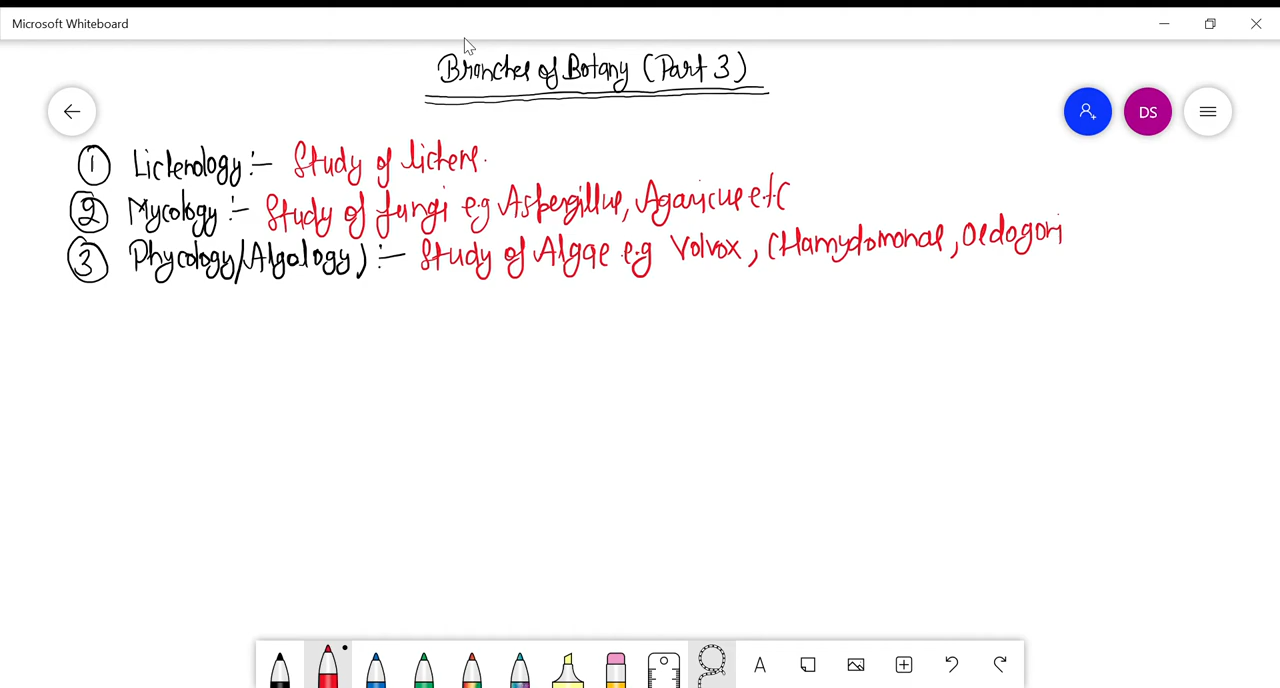 Microsoft Whiteboard
Branches of Botany (Part 3)
DS
① Lichenology :- Study of lichens.
② Mycology :- Study of fungi e.g Aspergillus, Agaricus etc
③ Phycology/Algology) :- Study of Algae e.g Volvox, Chlamydomonas, Oedogoni
A